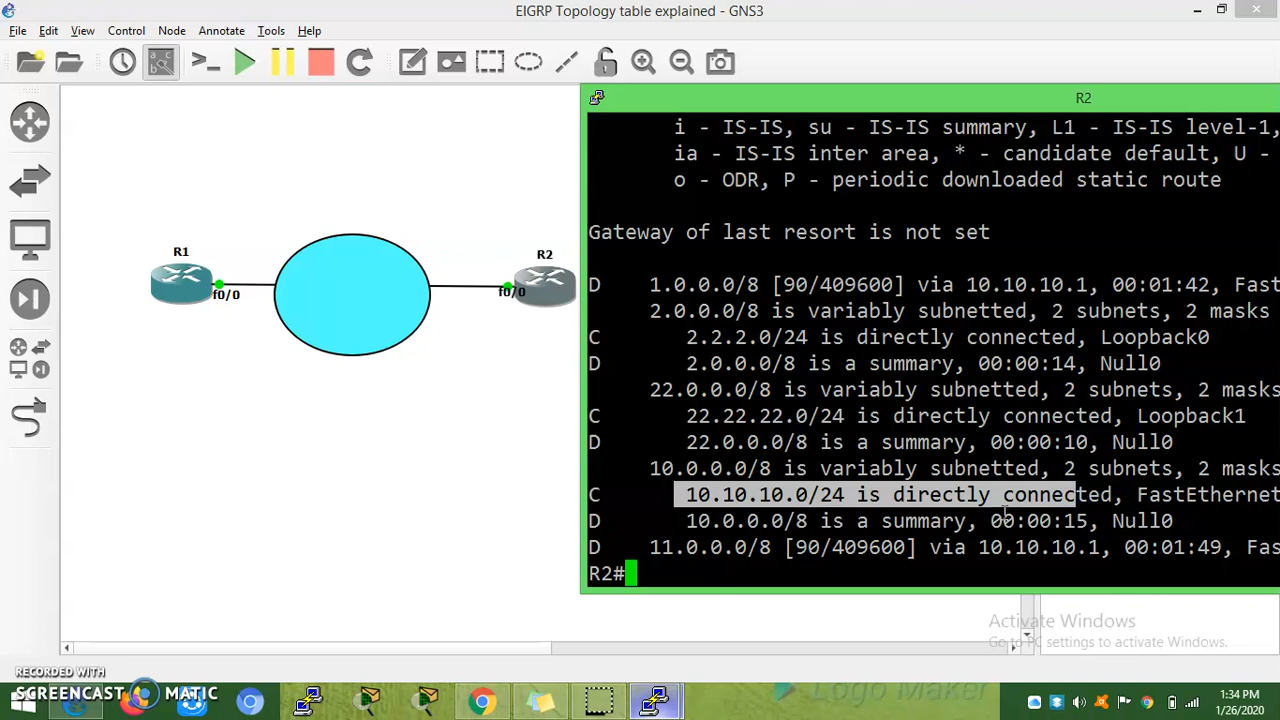 EIGRP Topology table explained - GNS3
File Edit View Control Node Annotate Tools Help
R2
i - IS-IS, su - IS-IS summary, L1 - IS-IS level-1,
ia - IS-IS inter area, * - candidate default, U -
o - ODR, P - periodic downloaded static route
Gateway of last resort is not set
D 1.0.0.0/8 [90/409600] via 10.10.10.1, 00:01:42, Fast
2.0.0.0/8 is variably subnetted, 2 subnets, 2 masks
C 2.2.2.0/24 is directly connected, Loopback0
D 2.0.0.0/8 is a summary, 00:00:14, Null0
22.0.0.0/8 is variably subnetted, 2 subnets, 2 masks
C 22.22.22.0/24 is directly connected, Loopback1
D 22.0.0.0/8 is a summary, 00:00:10, Null0
10.0.0.0/8 is variably subnetted, 2 subnets, 2 masks
C 10.10.10.0/24 is directly connected, FastEthernet
D 10.0.0.0/8 is a summary, 00:00:15, Null0
D 11.0.0.0/8 [90/409600] via 10.10.10.1, 00:01:49, Fas
R2#
R1
R2
f0/0
f0/0
Activate Windows
Go to PC settings to activate Windows.
RECORDED WITH
SCREENCAST MATIC
Logo Maker
1:34 PM
1/26/2020